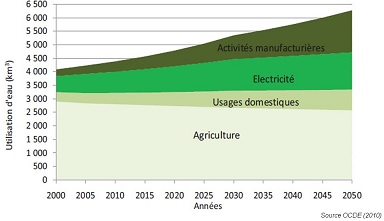 6 500
6 000
5 500
5 000
4 500
4 000
3 500
3 000
2 500
2 000
1 500
1 000
500
0
Utilisation d'eau (km³)
Activités manufacturières
Electricité
Usages domestiques
Agriculture
2000 2005 2010 2015 2020 2025 2030 2035 2040 2045 2050
Années
Source OCDE (2010)